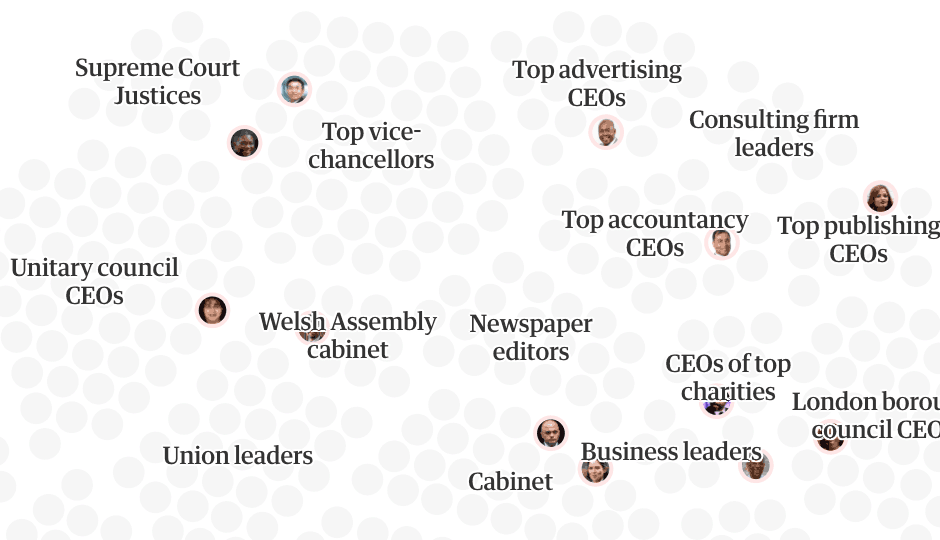 Supreme Court
Justices
Top advertising
CEOs
Top vice-
chancellors
Consulting firm
leaders
Top accountancy
CEOs
Top publishing
CEOs
Unitary council
CEOs
Welsh Assembly
cabinet
Newspaper
editors
CEOs of top
charities
London borou
council CEO
Union leaders
Business leaders
Cabinet